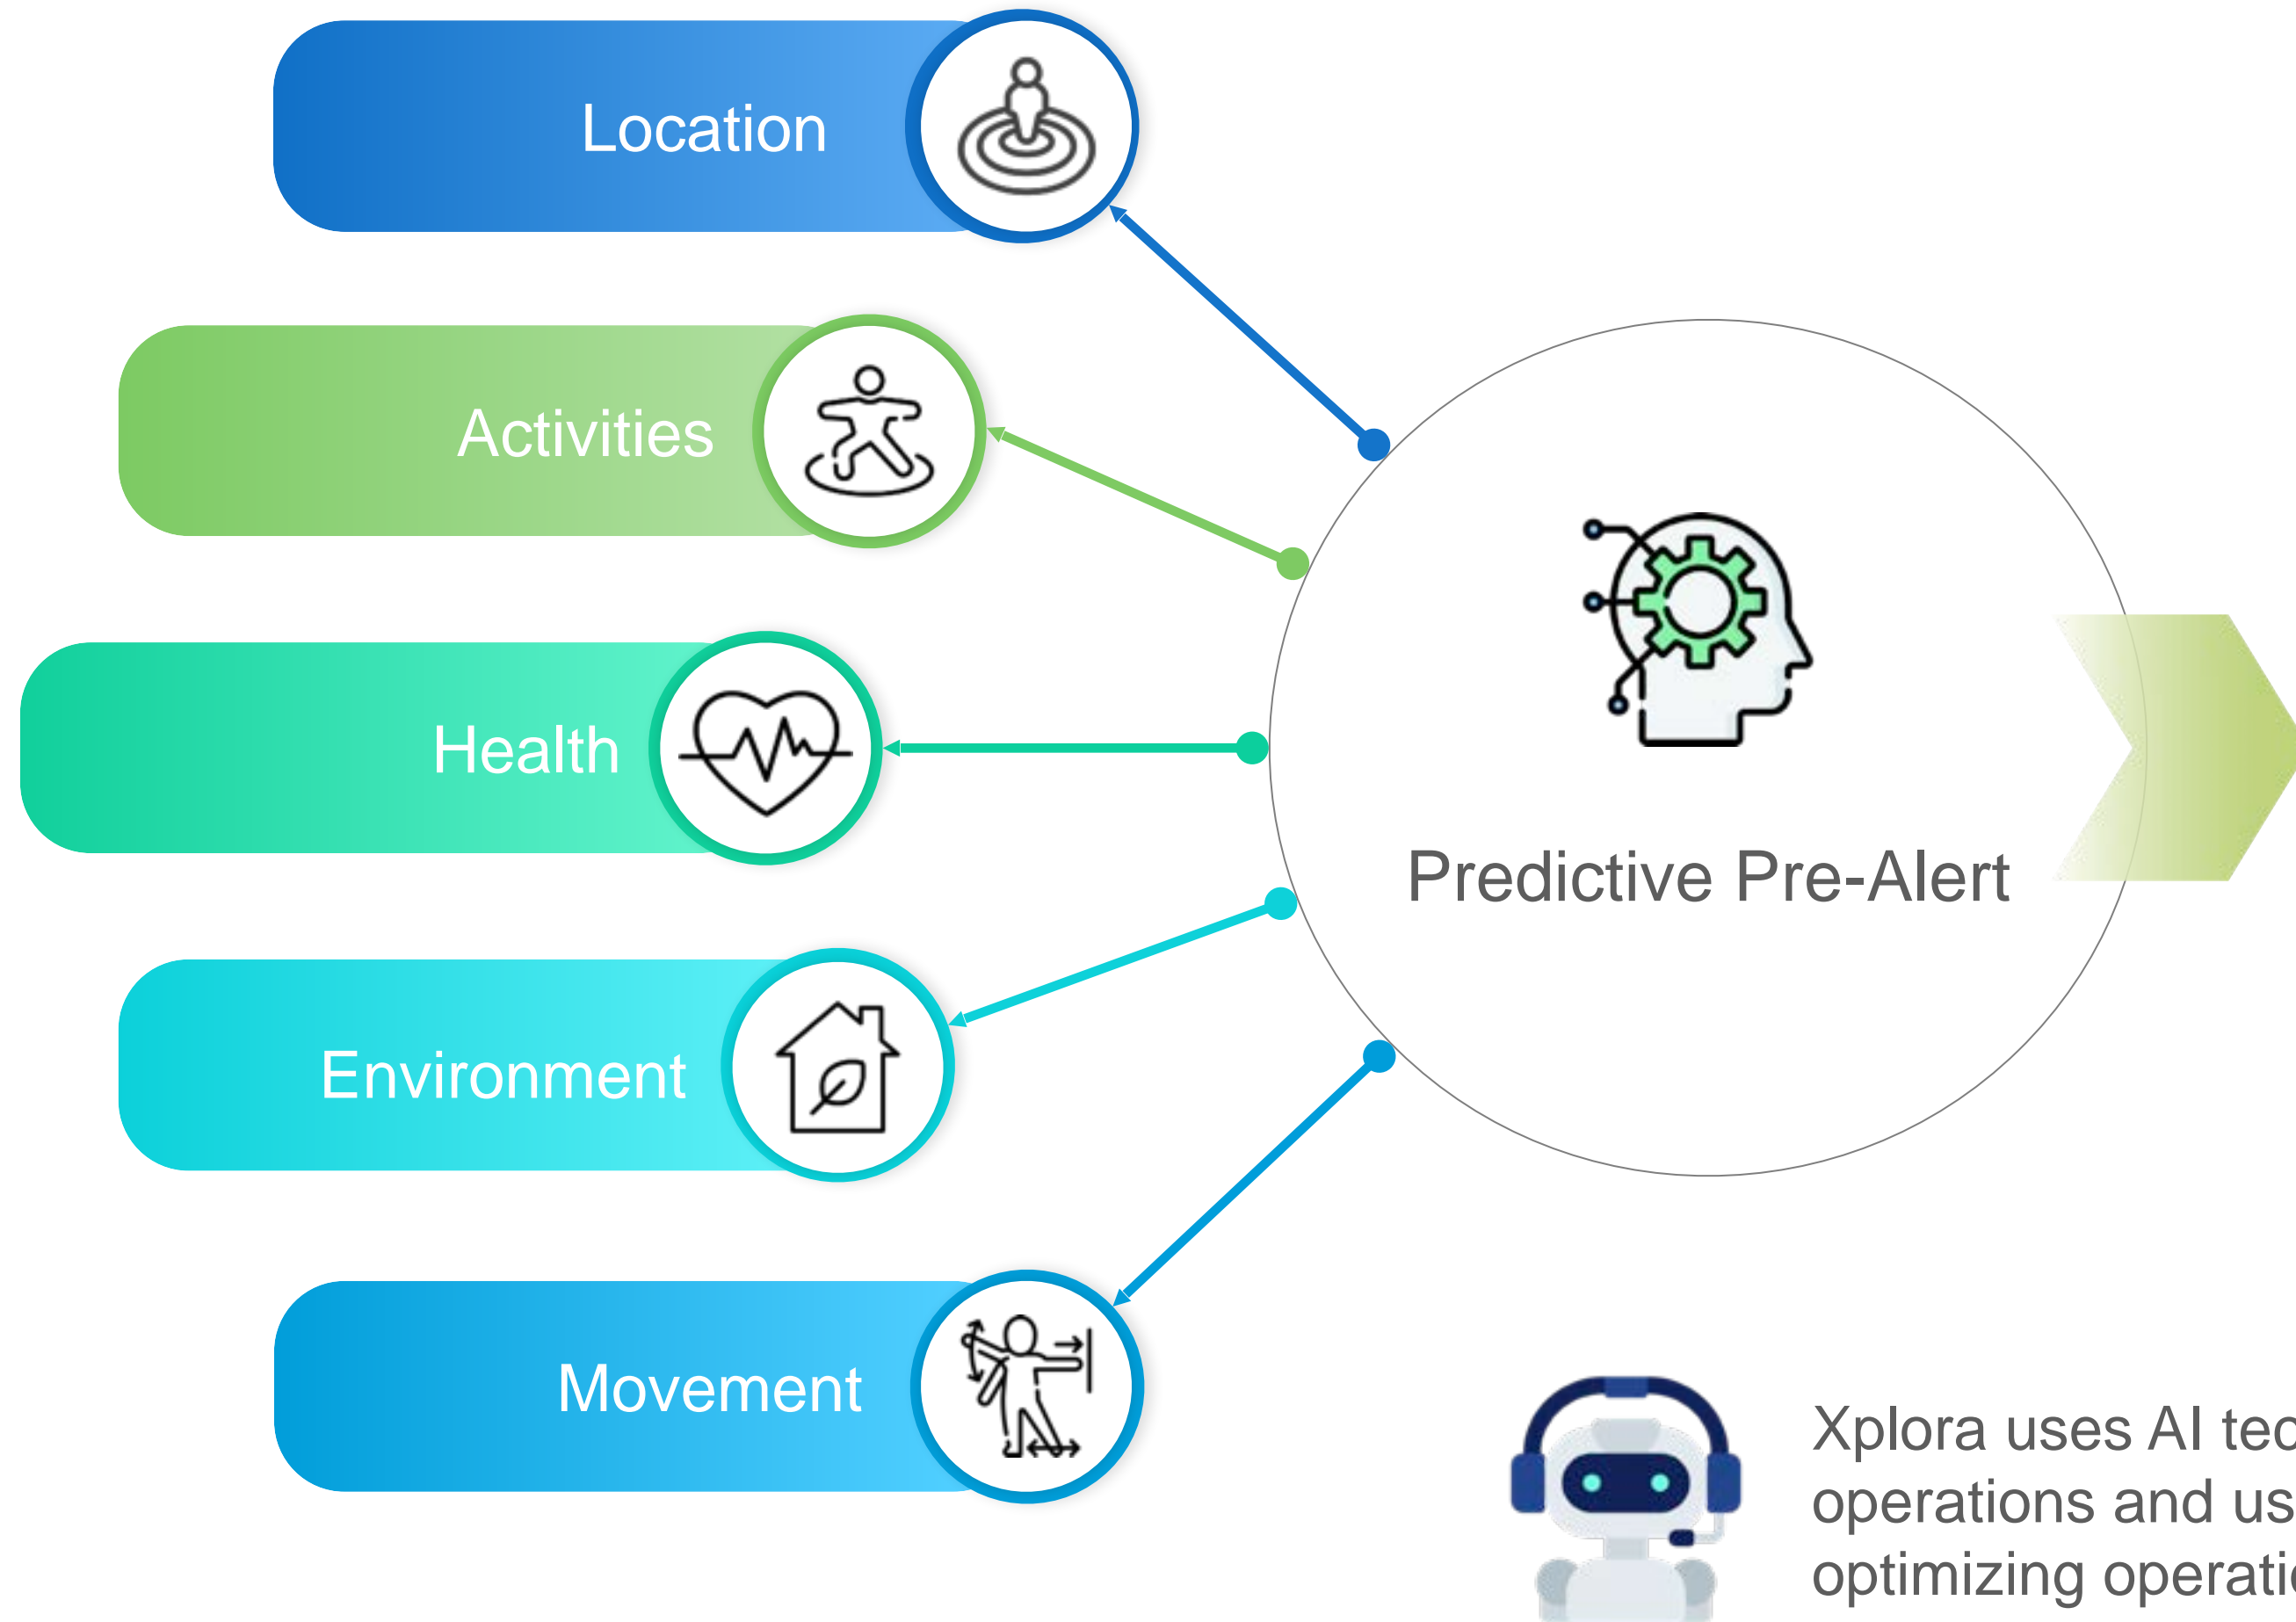 Location
Activities
Health
Predictive Pre-Alert
Environment
Movement
Xplora uses AI
operations and
optimizing